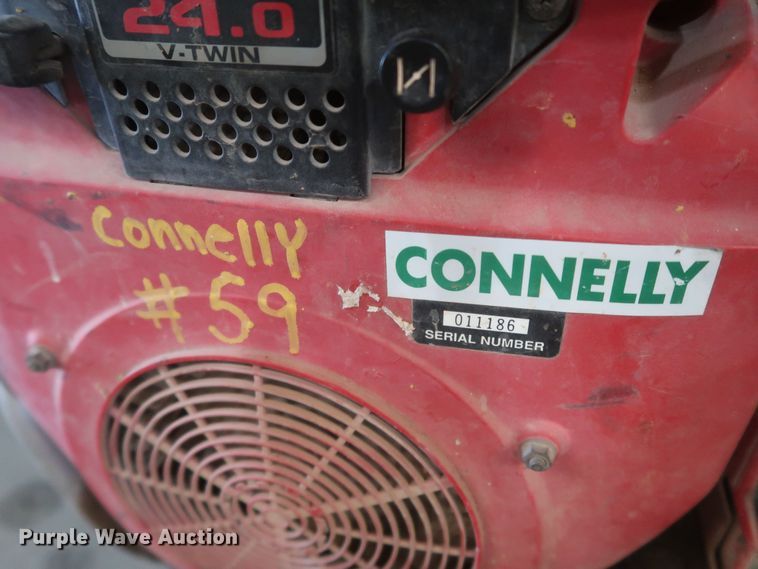 24.0
V-TWIN
connelly
#59
CONNELLY
011186
SERIAL NUMBER
Purple Wave Auction